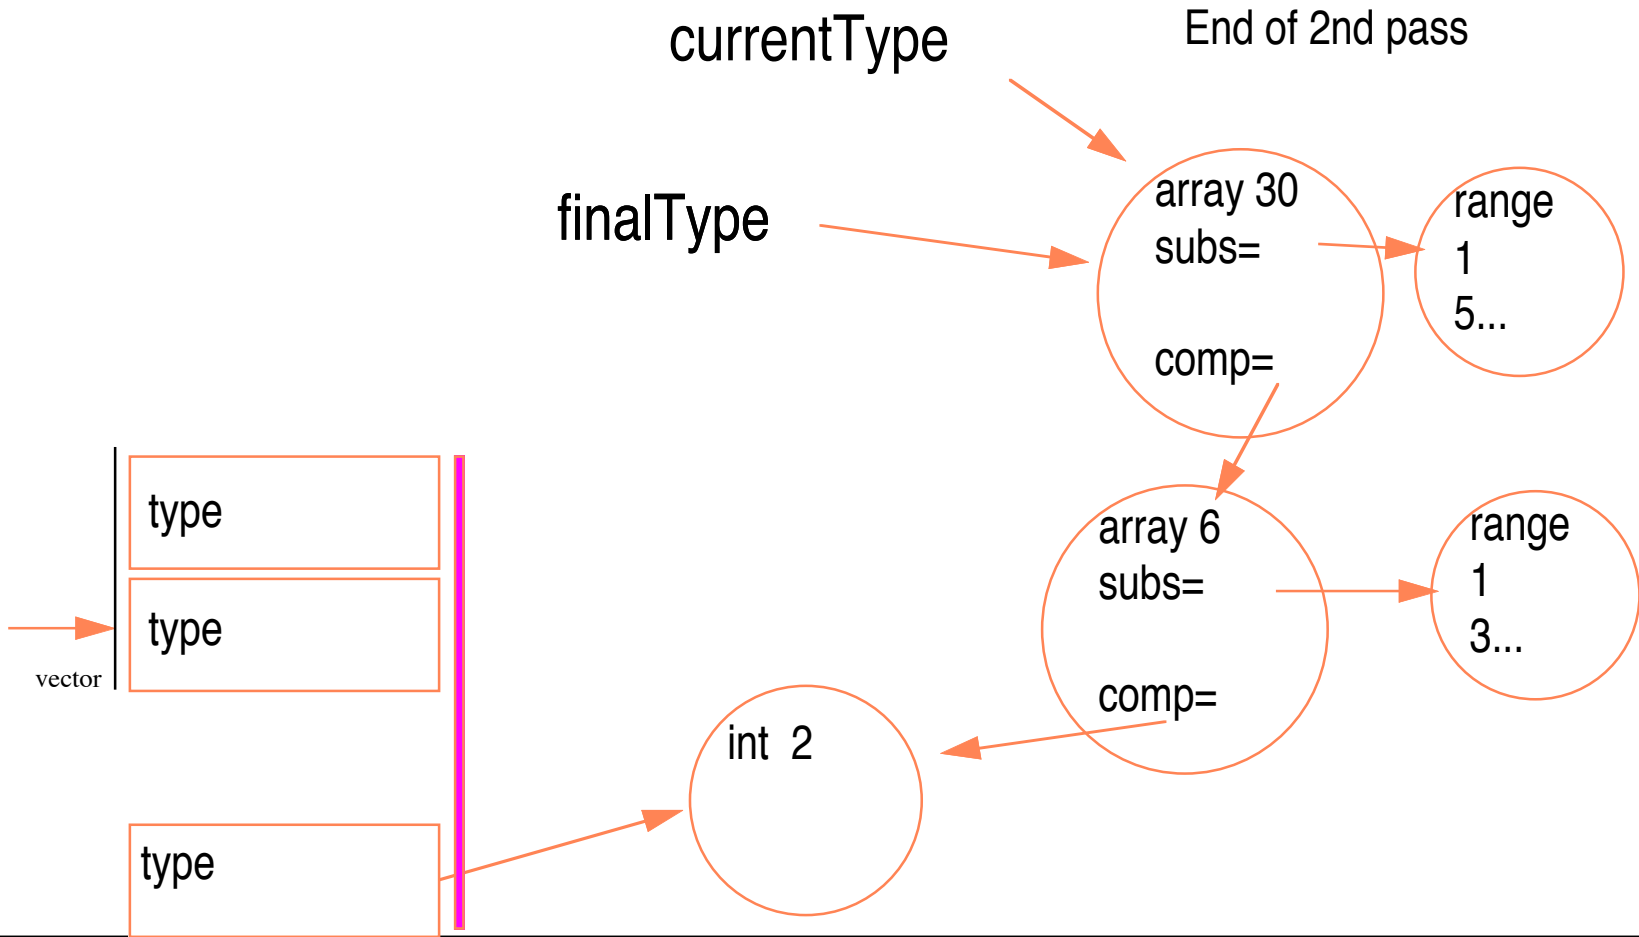 currentType
End of 2nd pass
finalType
array 30
subs=
comp=
range
1
5...
type
type
vector
array 6
subs=
comp=
range
1
3...
int  2
type